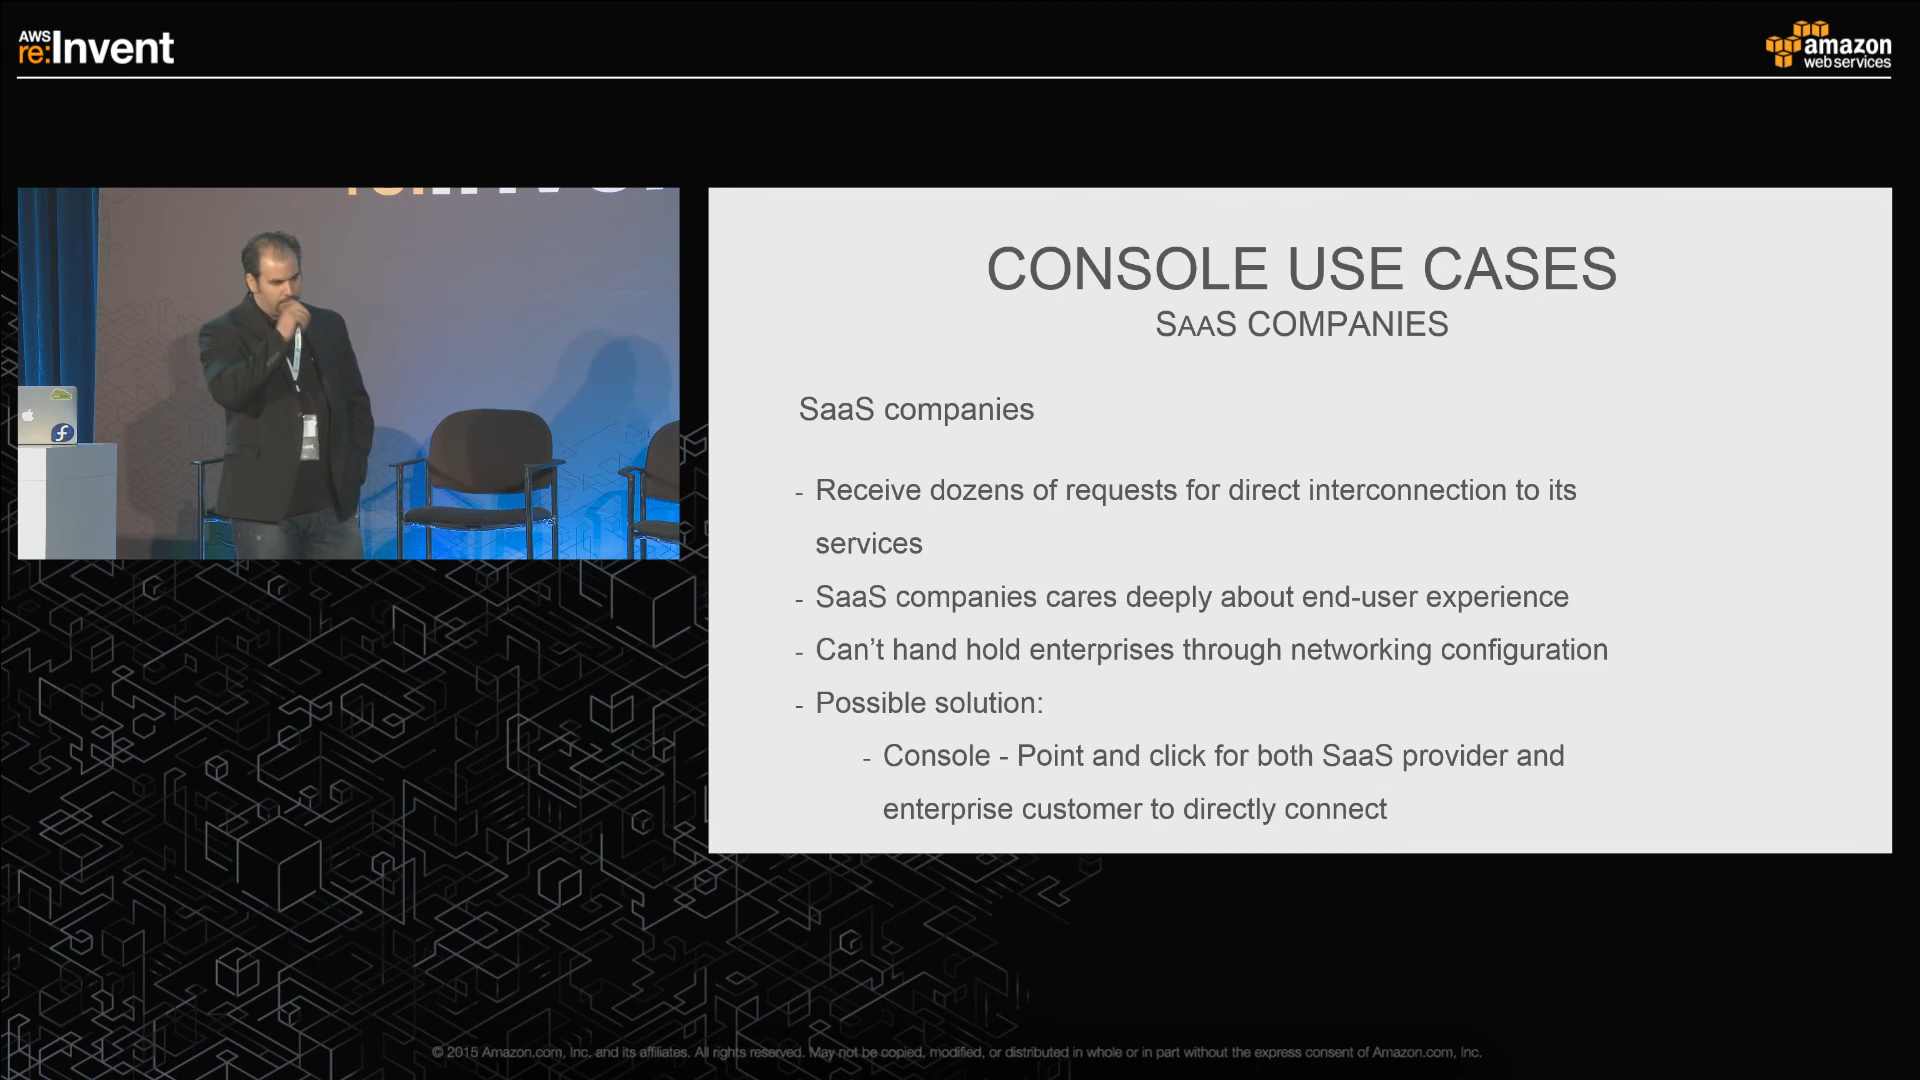 AWS
re:Invent
amazon
web services
CONSOLE USE CASES
SAAS COMPANIES
SaaS companies
- Receive dozens of requests for direct interconnection to its
services
- SaaS companies cares deeply about end-user experience
- Can’t hand hold enterprises through networking configuration
- Possible solution:
- Console - Point and click for both SaaS provider and
enterprise customer to directly connect
© 2015 Amazon.com, Inc. and its affiliates. All rights reserved. May not be copied, modified, or distributed in whole or in part without the express consent of Amazon.com, Inc.